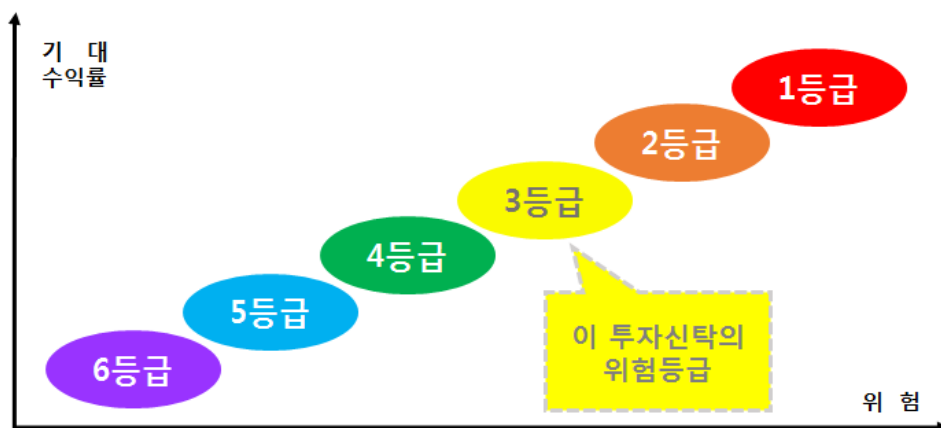 기 대
수익률
1등급
2등급
3등급
4등급
5등급
6등급
이 투자신탁의
위험등급
위 험